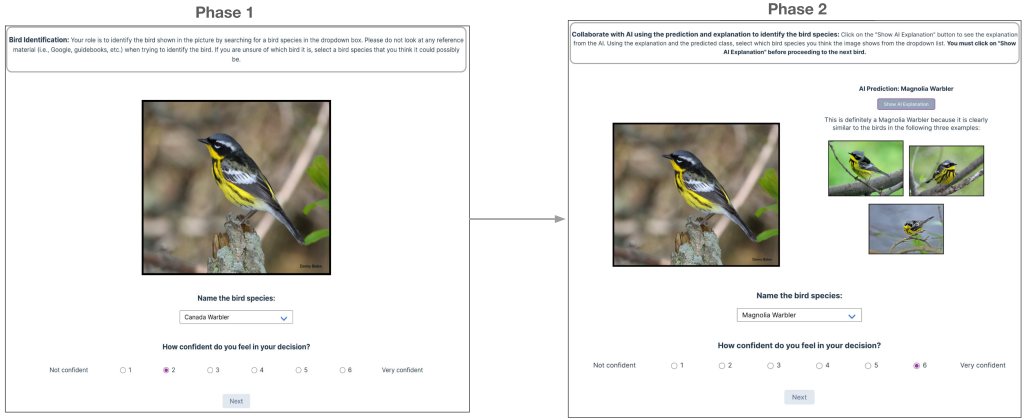 Phase 1
Bird Identification: Your role is to identify the bird shown in the picture by searching for a bird species in the dropdown box. Please do not look at any reference
material (i.e., Google, guidebooks, etc.) when trying to identify the bird. If you are unsure of which bird it is, select a bird species that you think it could possibly
be.
Name the bird species:
Canada Warbler
How confident do you feel in your decision?
Not confident 1 2 3 4 5 6 Very confident
Next
Phase 2
Collaborate with AI using the prediction and explanation to identify the bird species: Click on the "Show AI Explanation" button to see the explanation
from the AI. Using the explanation and the predicted class, select which bird species you think the image shows from the dropdown list. You must click on "Show
AI Explanation" before proceeding to the next bird.
AI Prediction: Magnolia Warbler
Show AI Explanation
This is definitely a Magnolia Warbler because it is clearly
similar to the birds in the following three examples:
Name the bird species:
Magnolia Warbler
How confident do you feel in your decision?
Not confident 1 2 3 4 5 6 Very confident
Next